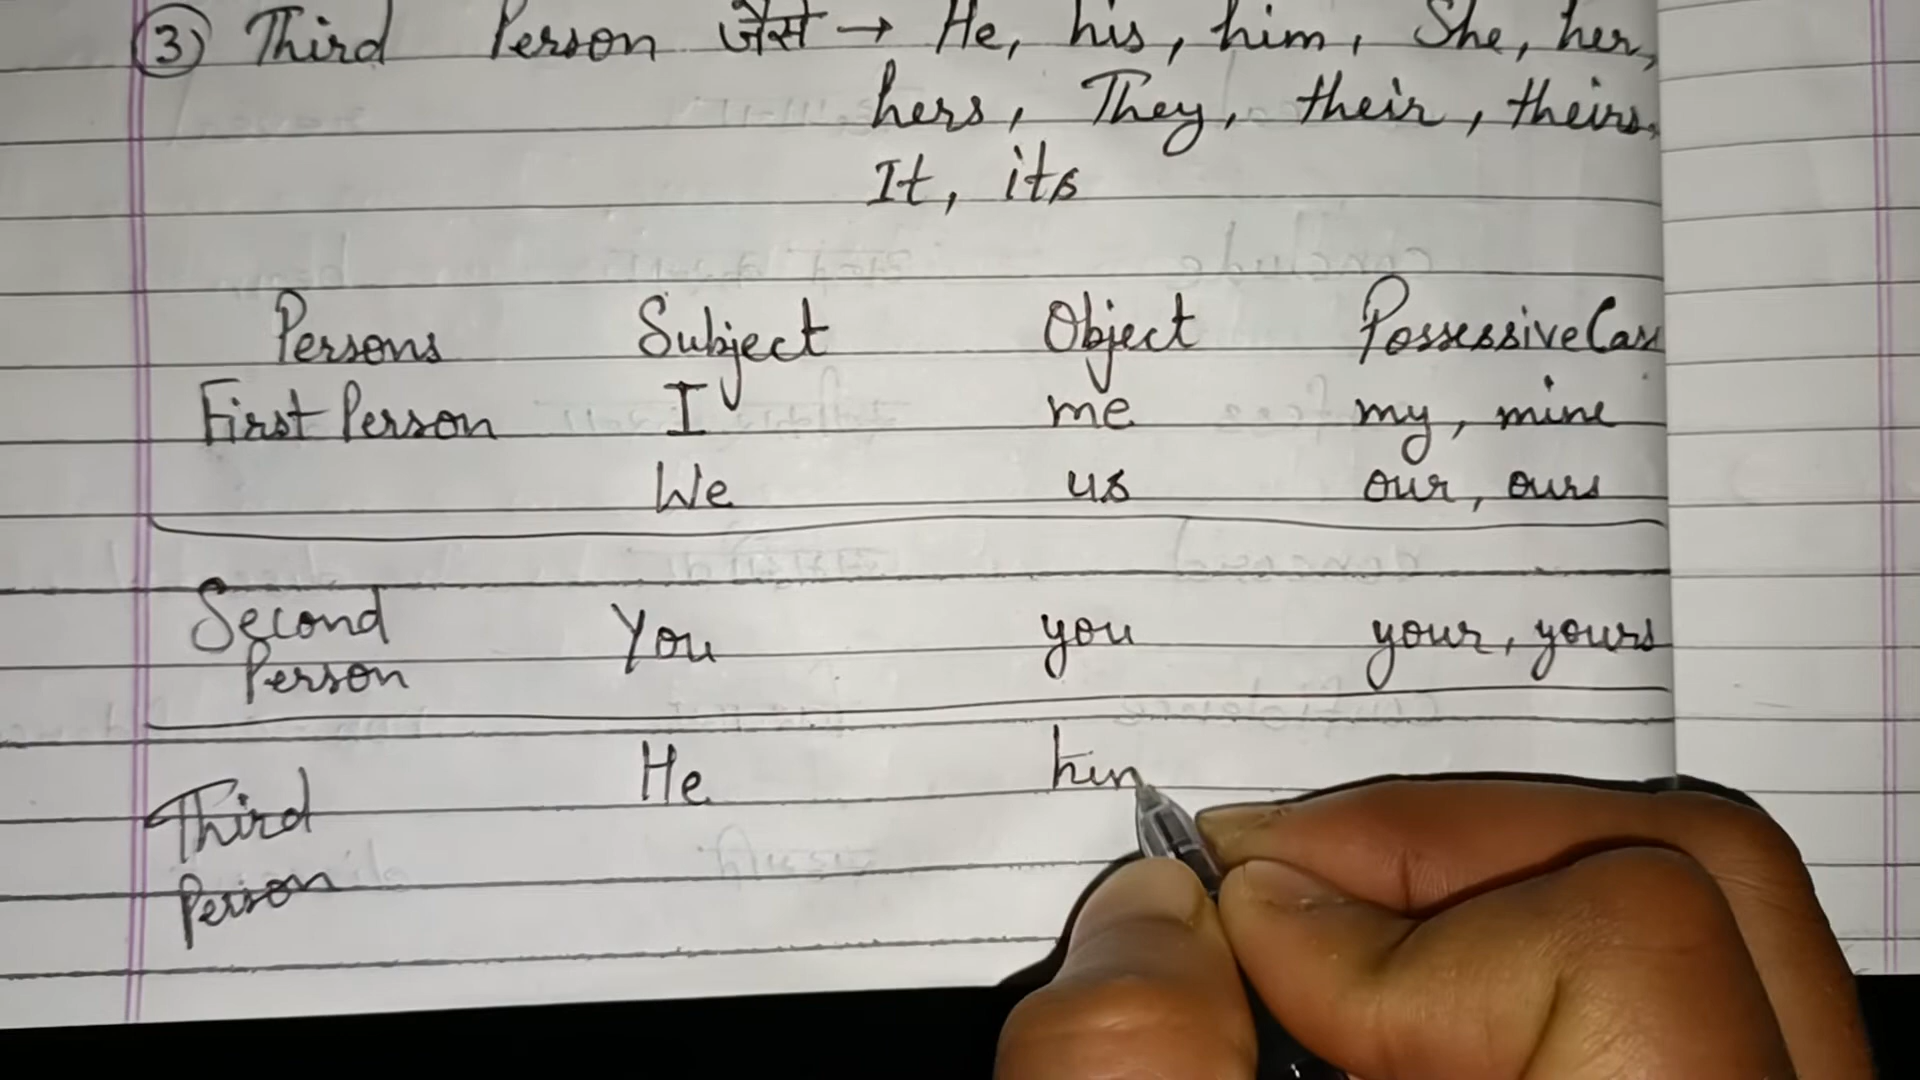 ③ Third Person जैसे → He, his, him, She, her,
hers, They, their, theirs,
It, its
Persons Subject Object Possessive Cas
First Person I me my, mine
We us our, ours
Second Person You you your, yours
Third Person He him